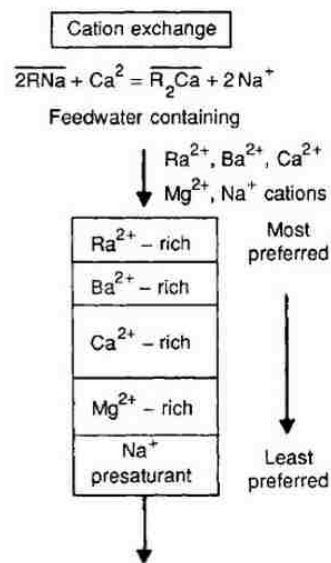 Cation exchange
2RNa + Ca² = R₂Ca + 2 Na⁺
Feedwater containing
Ra²⁺, Ba²⁺, Ca²⁺
Mg²⁺, Na⁺ cations
Ra²⁺ – rich
Most
preferred
Ba²⁺ – rich
Ca²⁺ – rich
Mg²⁺ – rich
Na⁺
presaturant
Least
preferred